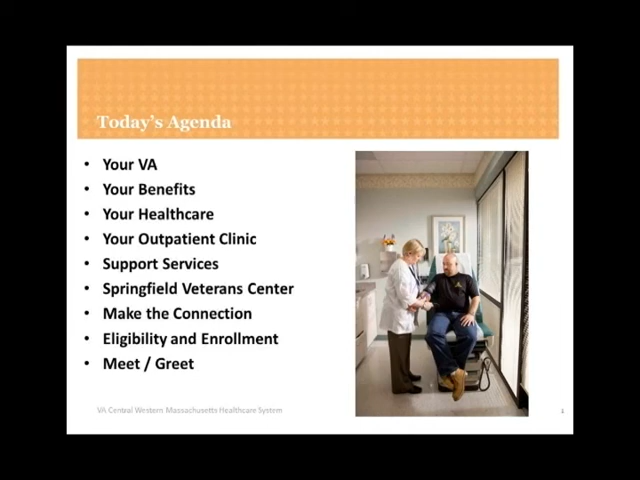 Today's Agenda
• Your VA
• Your Benefits
• Your Healthcare
• Your Outpatient Clinic
• Support Services
• Springfield Veterans Center
• Make the Connection
• Eligibility and Enrollment
• Meet / Greet
VA Central Western Massachusetts Healthcare System